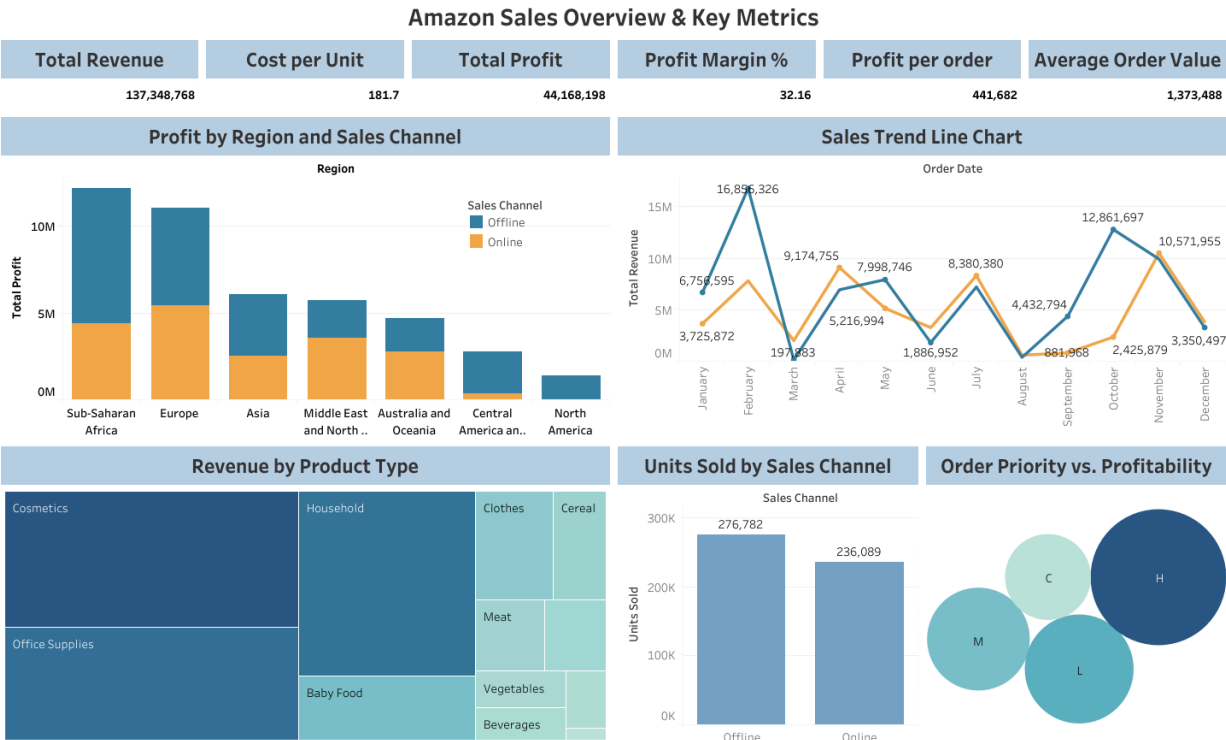 Amazon Sales Overview & Key Metrics
Total Revenue
Cost per Unit
Total Profit
Profit Margin %
Profit per order
Average Order Value
137,348,768
181.7
44,168,198
32.16
441,682
1,373,488
Profit by Region and Sales Channel
Region
Sales Channel
Offline
Online
Total Profit
10M
5M
0M
Sub-Saharan
Africa
Europe
Asia
Middle East
and North ..
Australia and
Oceania
Central
America an..
North
America
Sales Trend Line Chart
Order Date
Total Revenue
15M
10M
5M
0M
6,756,595
16,855,326
3,725,872
197,883
9,174,755
7,998,746
5,216,994
1,886,952
8,380,380
4,432,794
881,968
12,861,697
2,425,879
10,571,955
3,350,497
January
February
March
April
May
June
July
August
September
October
November
December
Revenue by Product Type
Cosmetics
Office Supplies
Household
Baby Food
Clothes
Cereal
Meat
Vegetables
Beverages
Units Sold by Sales Channel
Sales Channel
Units Sold
300K
200K
100K
0K
276,782
236,089
Offline
Online
Order Priority vs. Profitability
C
H
M
L